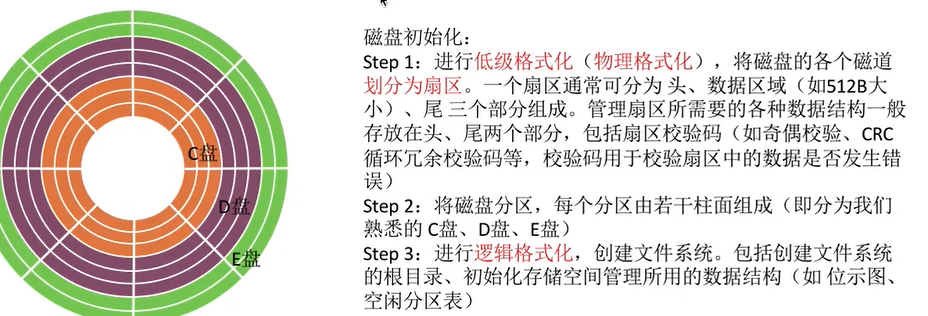 磁盘初始化：
Step 1：进行低级格式化（物理格式化），将磁盘的各个磁道
划分为扇区。一个扇区通常可分为 头、数据区域（如512B大
小）、尾 三个部分组成。管理扇区所需要的各种数据结构一般
存放在头、尾两个部分，包括扇区校验码（如奇偶校验、CRC
循环冗余校验码等，校验码用于校验扇区中的数据是否发生错
误）
Step 2：将磁盘分区，每个分区由若干柱面组成（即分为我们
熟悉的 C盘、D盘、E盘）
Step 3：进行逻辑格式化，创建文件系统。包括创建文件系统
的根目录、初始化存储空间管理所用的数据结构（如 位示图、
空闲分区表）
C盘
D盘
E盘